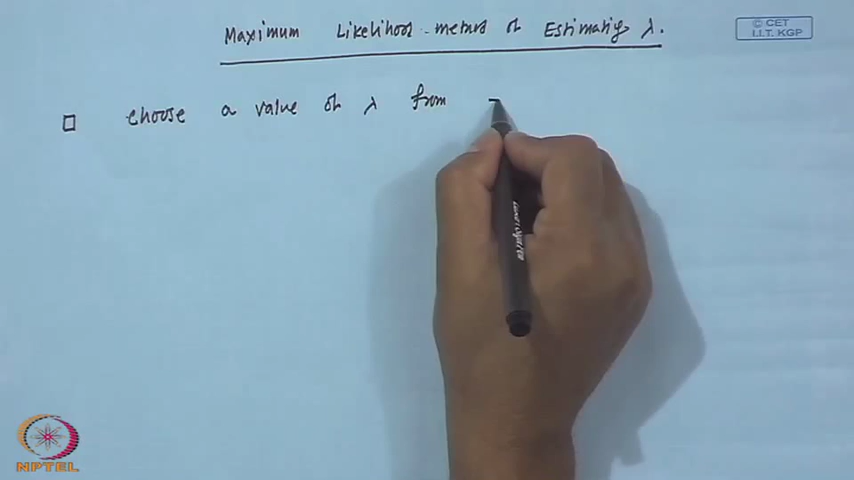 Maximum Likelihood method of Estimating λ.
© CET
I.I.T. KGP
□ choose a value of λ from
NPTEL